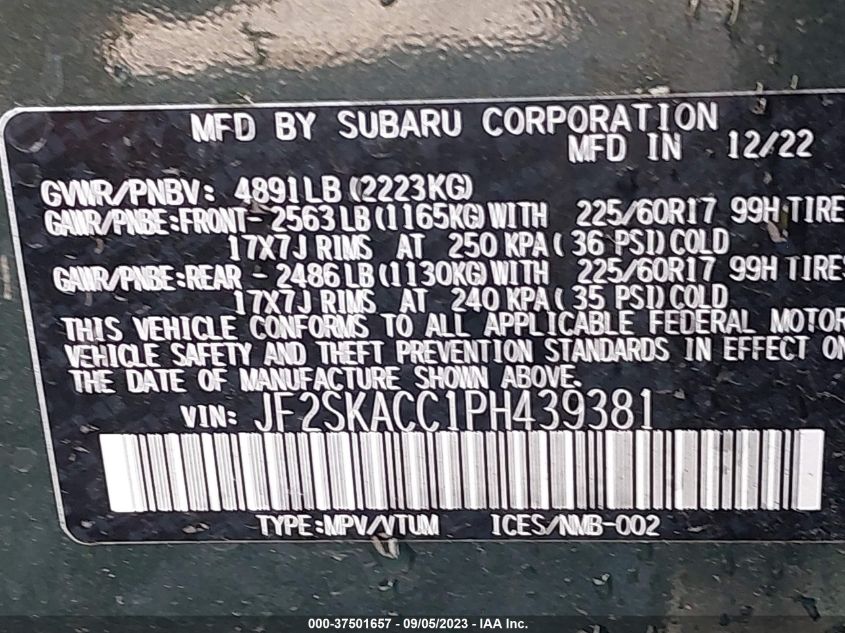 MFD BY SUBARU CORPORATION
MFD IN 12/22
GVWR/PNBV: 4891LB (2223KG)
GAWR/PNBE:FRONT- 2563LB(1165KG)WITH 225/60R17 99H TIRE
17X7J RIMS AT 250 KPA( 36 PSI)COLD
GAWR/PNBE:REAR - 2486LB(1130KG)WITH 225/60R17 99H TIRES
17X7J RIMS AT 240 KPA( 35 PSI)COLD
THIS VEHICLE CONFORMS TO ALL APPLICABLE FEDERAL MOTOR
VEHICLE SAFETY AND THEFT PREVENTION STANDARDS IN EFFECT ON
THE DATE OF MANUFACTURE SHOWN ABOVE.
VIN: JF2SKACC1PH439381
TYPE:MPV/VTUM ICES/NMB-002
000-37501657 - 09/05/2023 - IAA Inc.